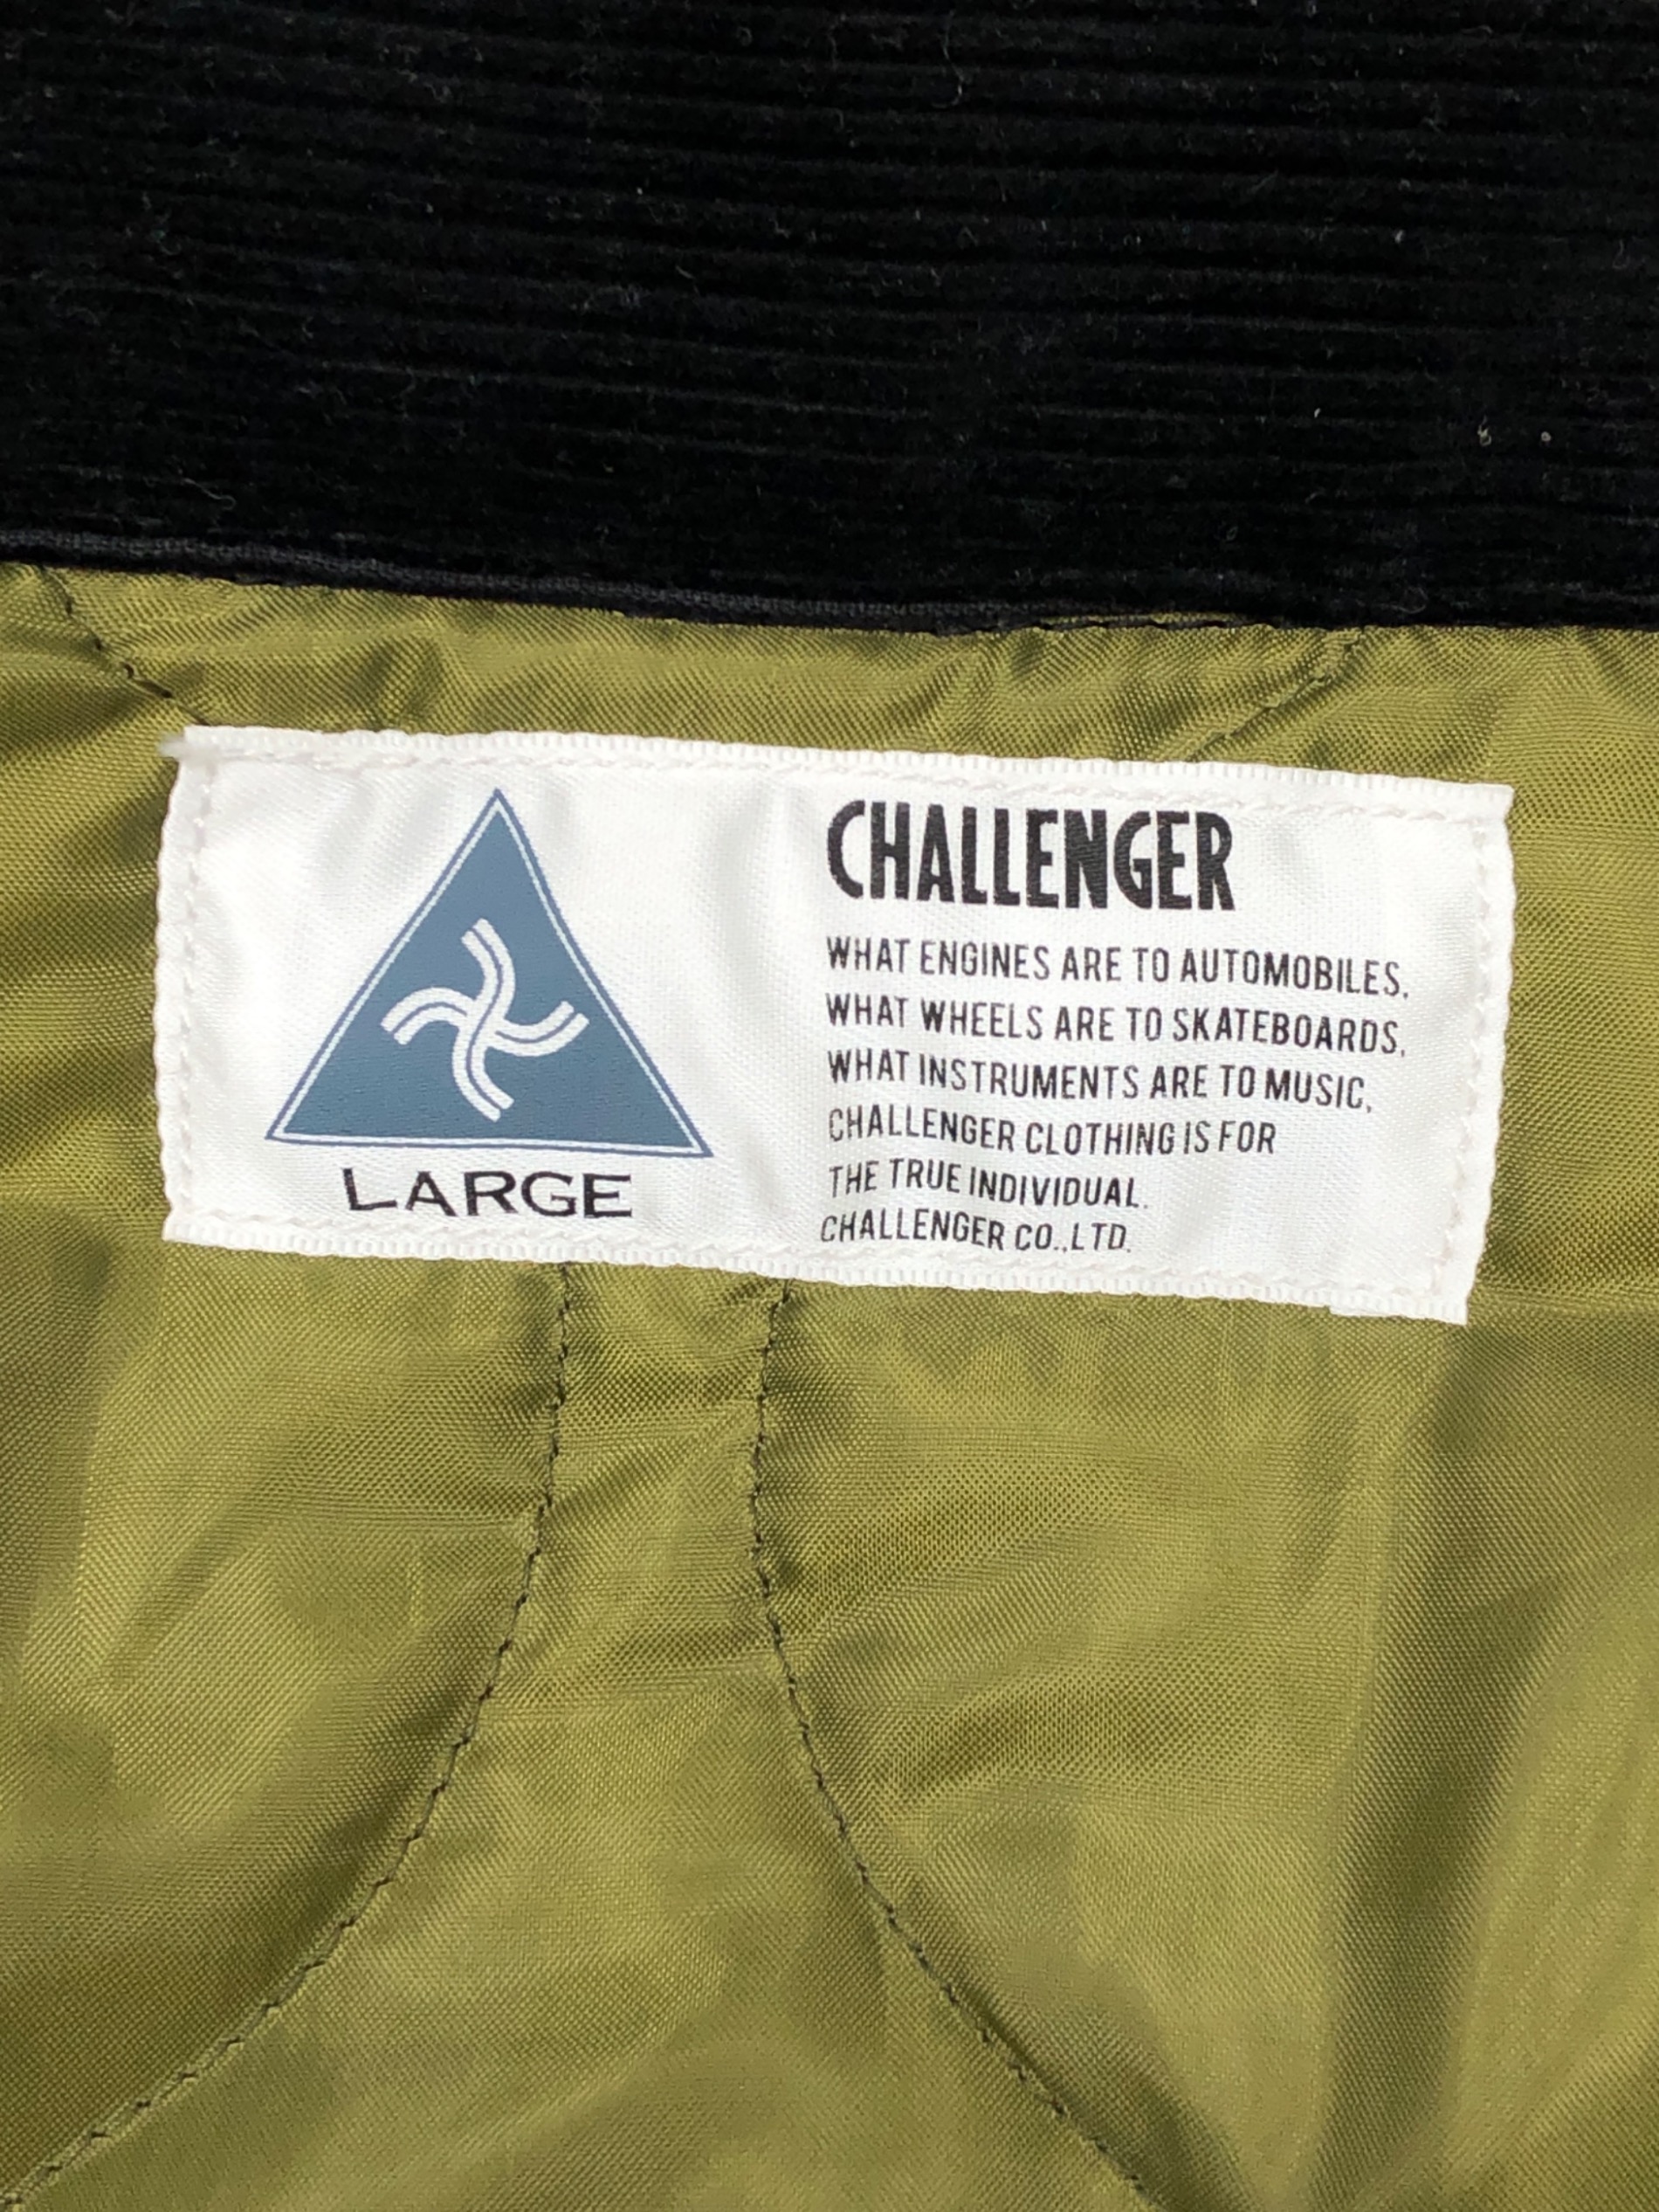 LARGE
CHALLENGER
WHAT ENGINES ARE TO AUTOMOBILES,
WHAT WHEELS ARE TO SKATEBOARDS,
WHAT INSTRUMENTS ARE TO MUSIC,
CHALLENGER CLOTHING IS FOR
THE TRUE INDIVIDUAL.
CHALLENGER CO.,LTD.